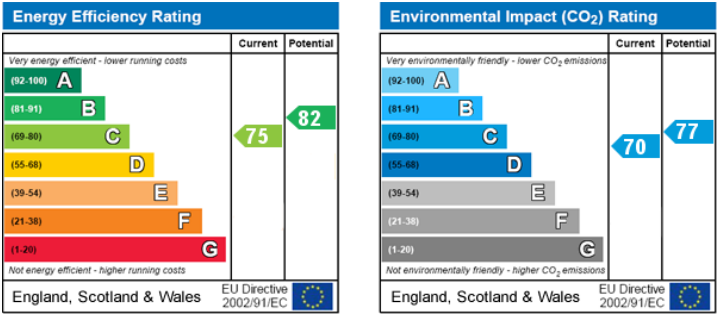 Energy Efficiency Rating
Current Potential
Very energy efficient - lower running costs
(92-100) A
(81-91) B
(69-80) C
(55-68) D
(39-54) E
(21-38) F
(1-20) G
75
82
Not energy efficient - higher running costs
England, Scotland & Wales
EU Directive
2002/91/EC
Environmental Impact (CO₂) Rating
Current Potential
Very environmentally friendly - lower CO₂ emissions
(92-100) A
(81-91) B
(69-80) C
(55-68) D
(39-54) E
(21-38) F
(1-20) G
70
77
Not environmentally friendly - higher CO₂ emissions
England, Scotland & Wales
EU Directive
2002/91/EC